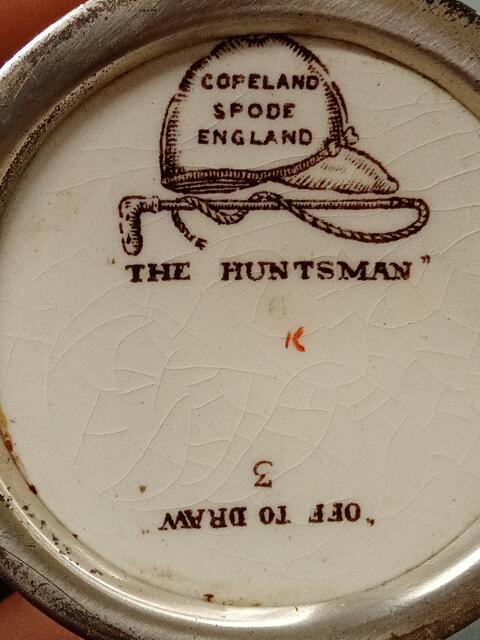 COPELAND
SPODE
ENGLAND
"THE HUNTSMAN"
K
3
"OFF TO DRAW